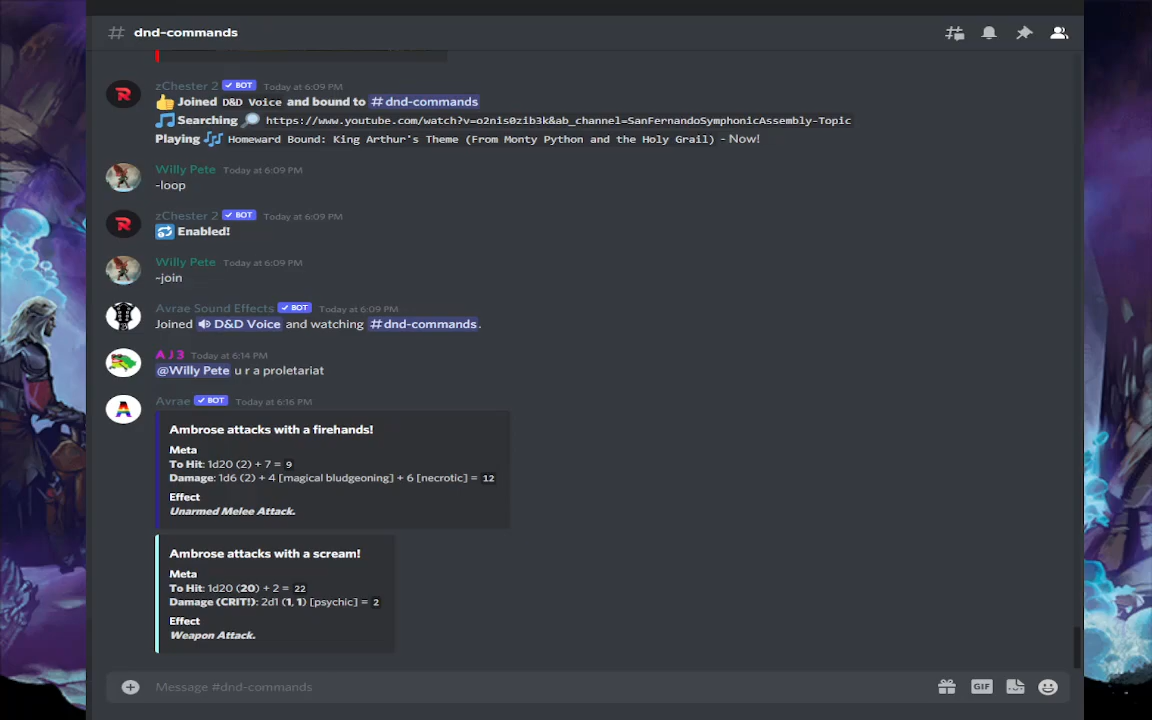 # dnd-commands
zChester 2 ✓ BOT Today at 6:09 PM
👍 Joined D&D Voice and bound to # dnd-commands
🎵 Searching 🔎 https://www.youtube.com/watch?v=o2nis0zib3k&ab_channel=SanFernandoSymphonicAssembly-Topic
Playing 🎶 Homeward Bound: King Arthur's Theme (From Monty Python and the Holy Grail) - Now!
Willy Pete Today at 6:09 PM
-loop
zChester 2 ✓ BOT Today at 6:09 PM
🔁 Enabled!
Willy Pete Today at 6:09 PM
-join
Avrae Sound Effects ✓ BOT Today at 6:09 PM
Joined 🔊 D&D Voice and watching # dnd-commands.
A J 3 Today at 6:14 PM
@Willy Pete u r a proletariat
Avrae ✓ BOT Today at 6:16 PM
Ambrose attacks with a firehands!
Meta
To Hit: 1d20 (2) + 7 = 9
Damage: 1d6 (2) + 4 [magical bludgeoning] + 6 [necrotic] = 12
Effect
Unarmed Melee Attack.
Ambrose attacks with a scream!
Meta
To Hit: 1d20 (20) + 2 = 22
Damage (CRIT!): 2d1 (1, 1) [psychic] = 2
Effect
Weapon Attack.
Message #dnd-commands
GIF